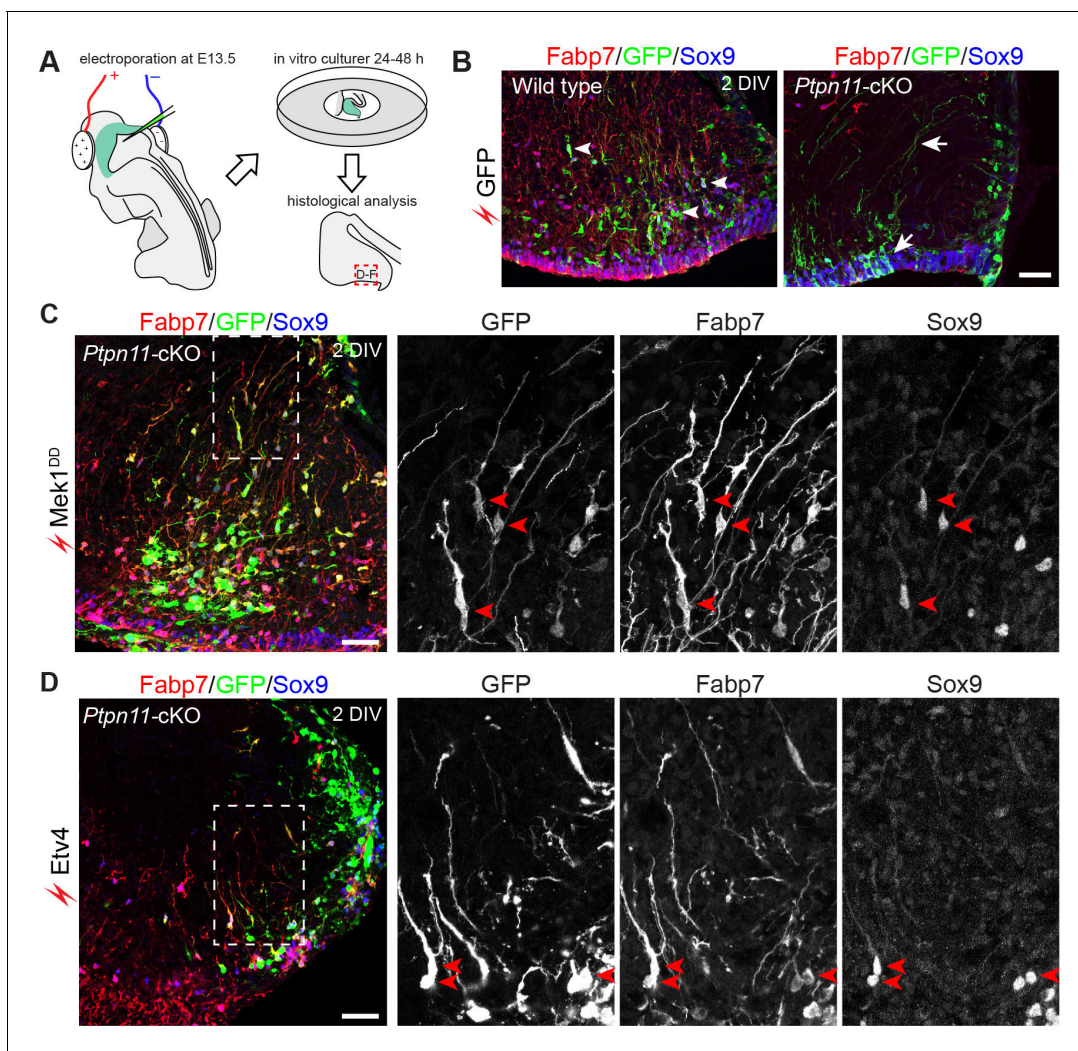 A
electroporation at E13.5
+
–
in vitro culturer 24-48 h
histological analysis
D-F
B
Fabp7/GFP/Sox9
Fabp7/GFP/Sox9
GFP
Wild type
2 DIV
Ptpn11-cKO
C
Fabp7/GFP/Sox9
GFP
Fabp7
Sox9
Mek1DD
Ptpn11-cKO
2 DIV
D
Fabp7/GFP/Sox9
GFP
Fabp7
Sox9
Etv4
Ptpn11-cKO
2 DIV